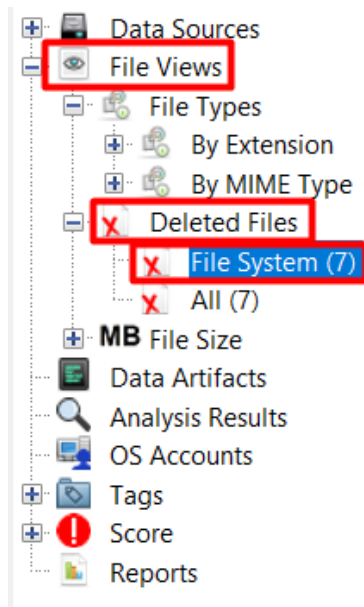 Data Sources
File Views
File Types
By Extension
By MIME Type
Deleted Files
File System (7)
All (7)
MB File Size
Data Artifacts
Analysis Results
OS Accounts
Tags
Score
Reports